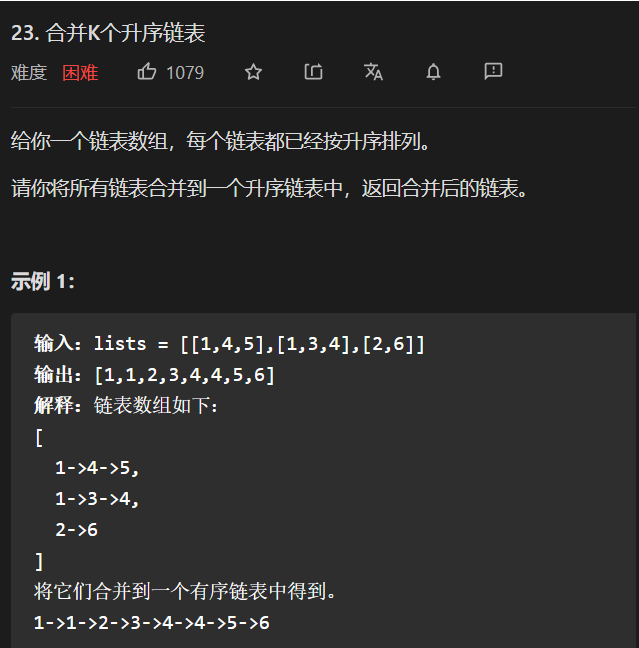 23. 合并K个升序链表
难度 困难 1079
给你一个链表数组，每个链表都已经按升序排列。
请你将所有链表合并到一个升序链表中，返回合并后的链表。
示例 1：
输入：lists = [[1,4,5],[1,3,4],[2,6]]
输出：[1,1,2,3,4,4,5,6]
解释：链表数组如下：
[
  1->4->5,
  1->3->4,
  2->6
]
将它们合并到一个有序链表中得到。
1->1->2->3->4->4->5->6